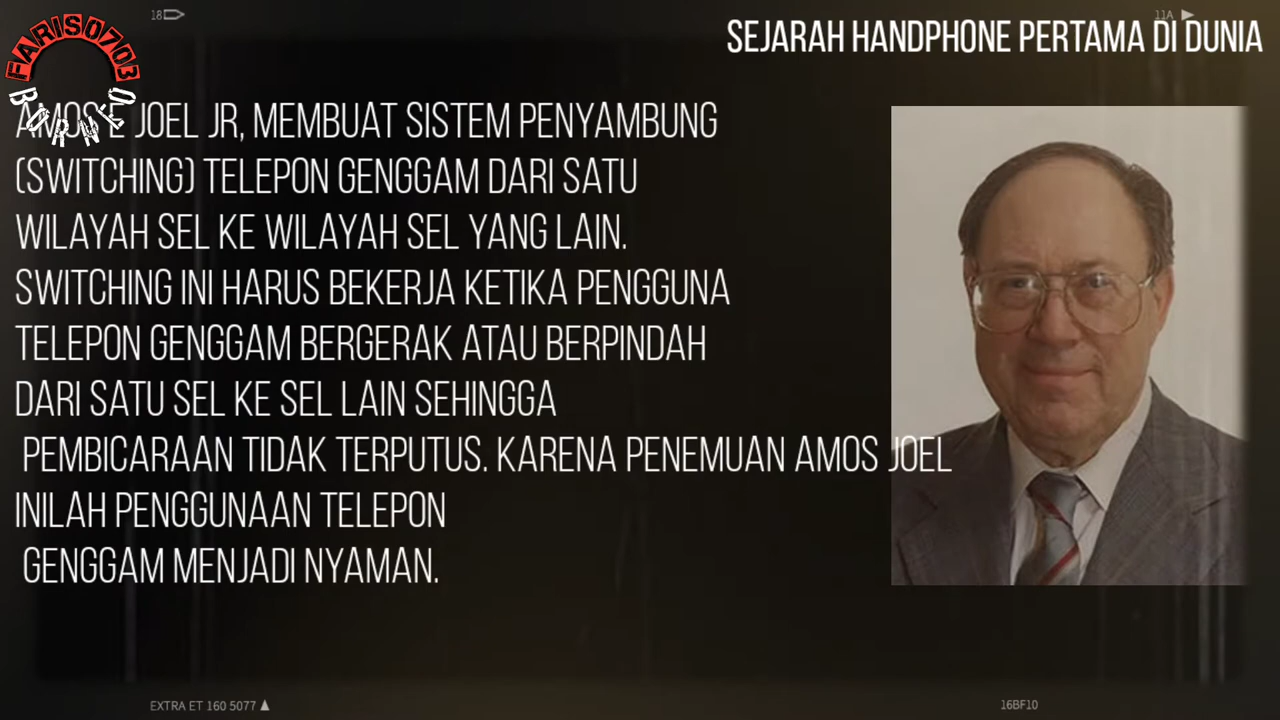 18
11A
SEJARAH HANDPHONE PERTAMA DI DUNIA
FARIS0703
BORNEO
AMOS E JOEL JR, MEMBUAT SISTEM PENYAMBUNG
(SWITCHING) TELEPON GENGGAM DARI SATU
WILAYAH SEL KE WILAYAH SEL YANG LAIN.
SWITCHING INI HARUS BEKERJA KETIKA PENGGUNA
TELEPON GENGGAM BERGERAK ATAU BERPINDAH
DARI SATU SEL KE SEL LAIN SEHINGGA
PEMBICARAAN TIDAK TERPUTUS. KARENA PENEMUAN AMOS JOEL
INILAH PENGGUNAAN TELEPON
GENGGAM MENJADI NYAMAN.
EXTRA ET 160 5077
16BF10